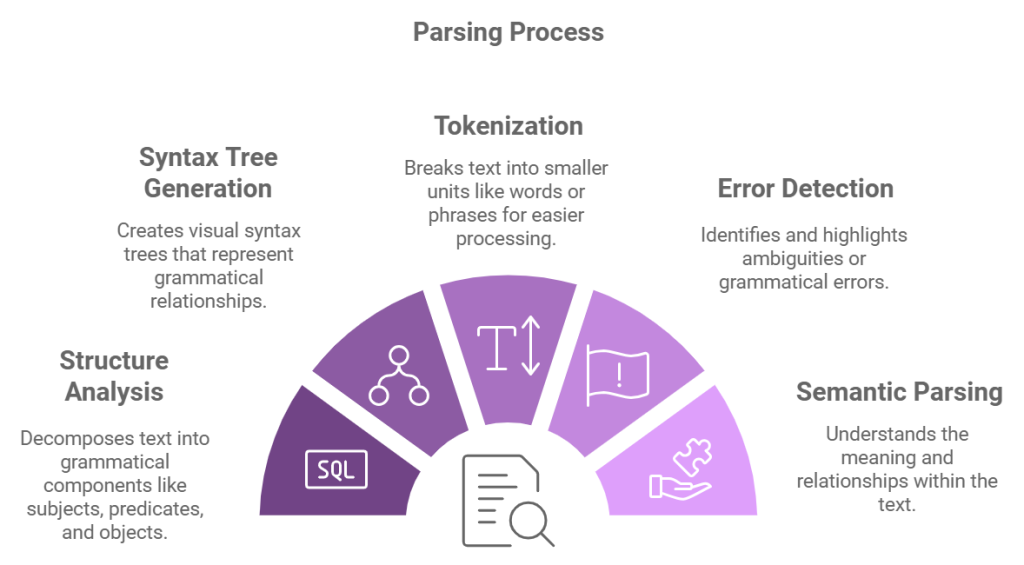 Parsing Process
Structure
Analysis
Decomposes text into
grammatical
components like
subjects, predicates,
and objects.
SQL
Syntax Tree
Generation
Creates visual syntax
trees that represent
grammatical
relationships.
Tokenization
Breaks text into smaller
units like words or
phrases for easier
processing.
T
Error Detection
Identifies and highlights
ambiguities or
grammatical errors.
!
Semantic Parsing
Understands the
meaning and
relationships within the
text.